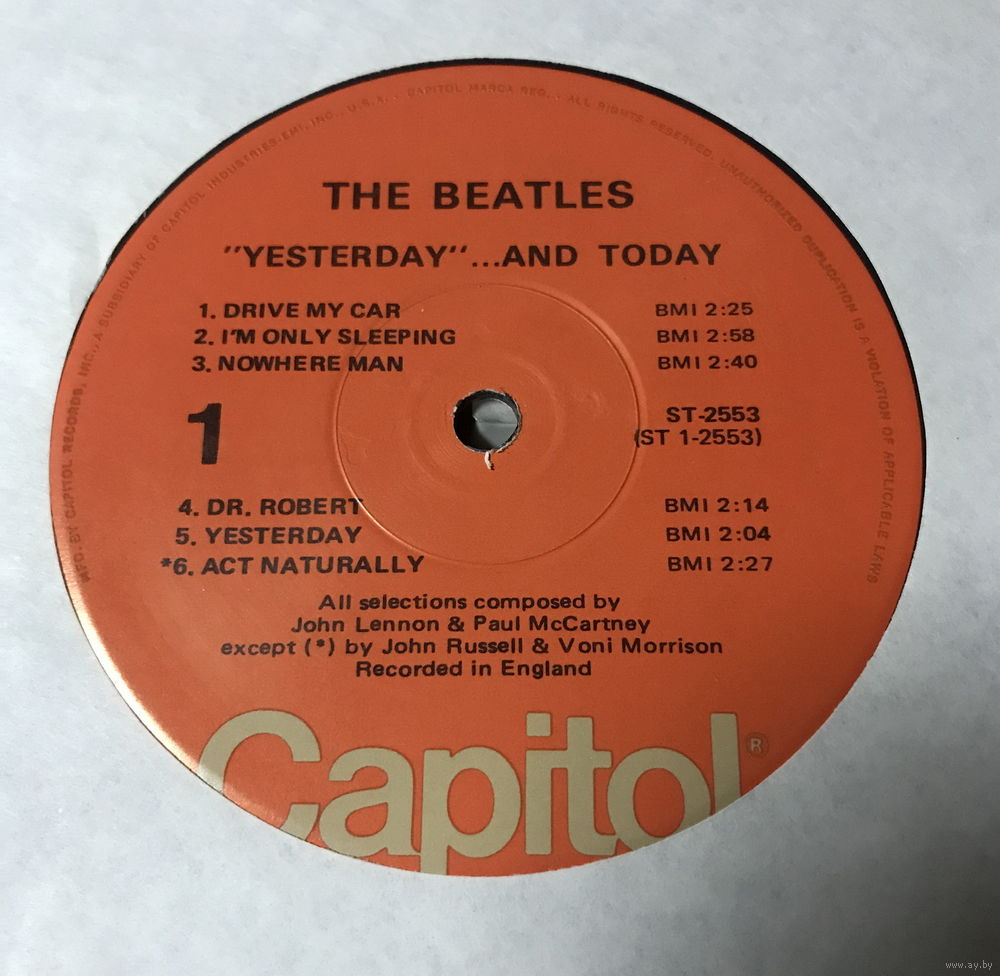 MFD. BY CAPITOL RECORDS, INC., A SUBSIDIARY OF CAPITOL INDUSTRIES-EMI, INC., U.S.A. . CAPITOL MARCA REG. . ALL RIGHTS RESERVED. UNAUTHORIZED DUPLICATION IS A VIOLATION OF APPLICABLE LAWS
THE BEATLES
"YESTERDAY"...AND TODAY
1. DRIVE MY CAR BMI 2:25
2. I'M ONLY SLEEPING BMI 2:58
3. NOWHERE MAN BMI 2:40
1 ST-2553
(ST 1-2553)
4. DR. ROBERT BMI 2:14
5. YESTERDAY BMI 2:04
*6. ACT NATURALLY BMI 2:27
All selections composed by
John Lennon & Paul McCartney
except (*) by John Russell & Voni Morrison
Recorded in England
Capitol®
www.ay.by